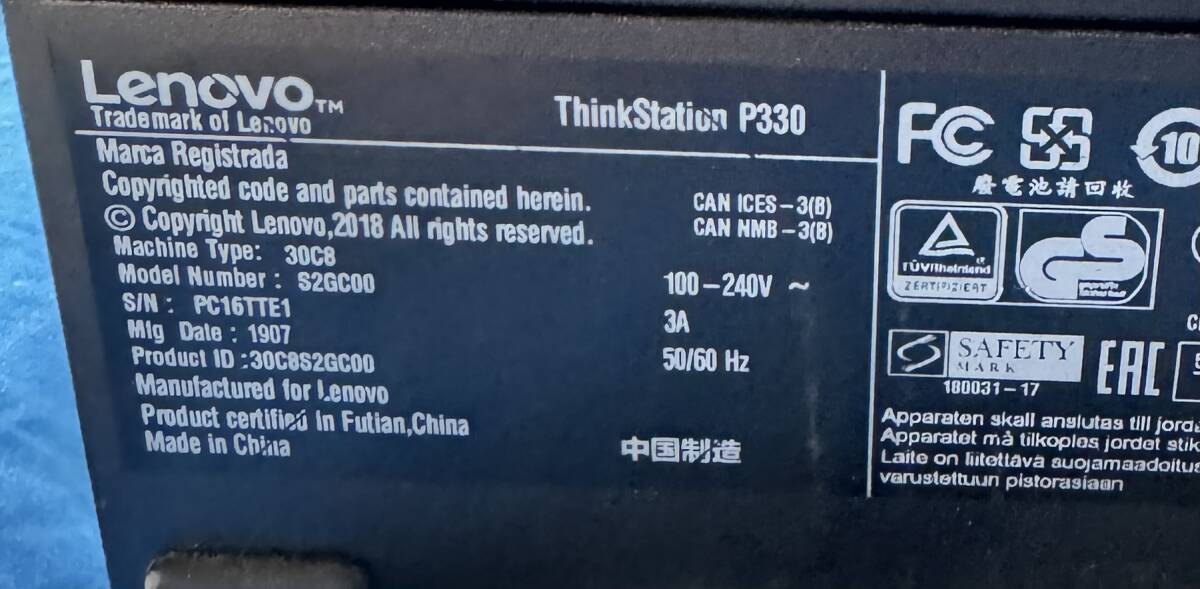 Lenovo™
Trademark of Lenovo
ThinkStation P330
Marca Registrada
Copyrighted code and parts contained herein.
© Copyright Lenovo,2018 All rights reserved.
Machine Type: 30C8
Model Number : S2GC00
S/N : PC16TTE1
Mfg Date : 1907
Product ID :30C8S2GC00
Manufactured for Lenovo
Product certified in Futian,China
Made in China
CAN ICES-3(B)
CAN NMB-3(B)
100-240V ~
3A
50/60 Hz
中国制造
FC
10
廢電池請回收
TÜVRheinland
ZERTIFIZIERT
GS
geprüfte
Sicherheit
SAFETY
MARK
180031-17
EAC
Apparaten skall anslutas till
Apparatet må tilkoples jordet
Laite on liitettävä
varustettuun pistorasiaan